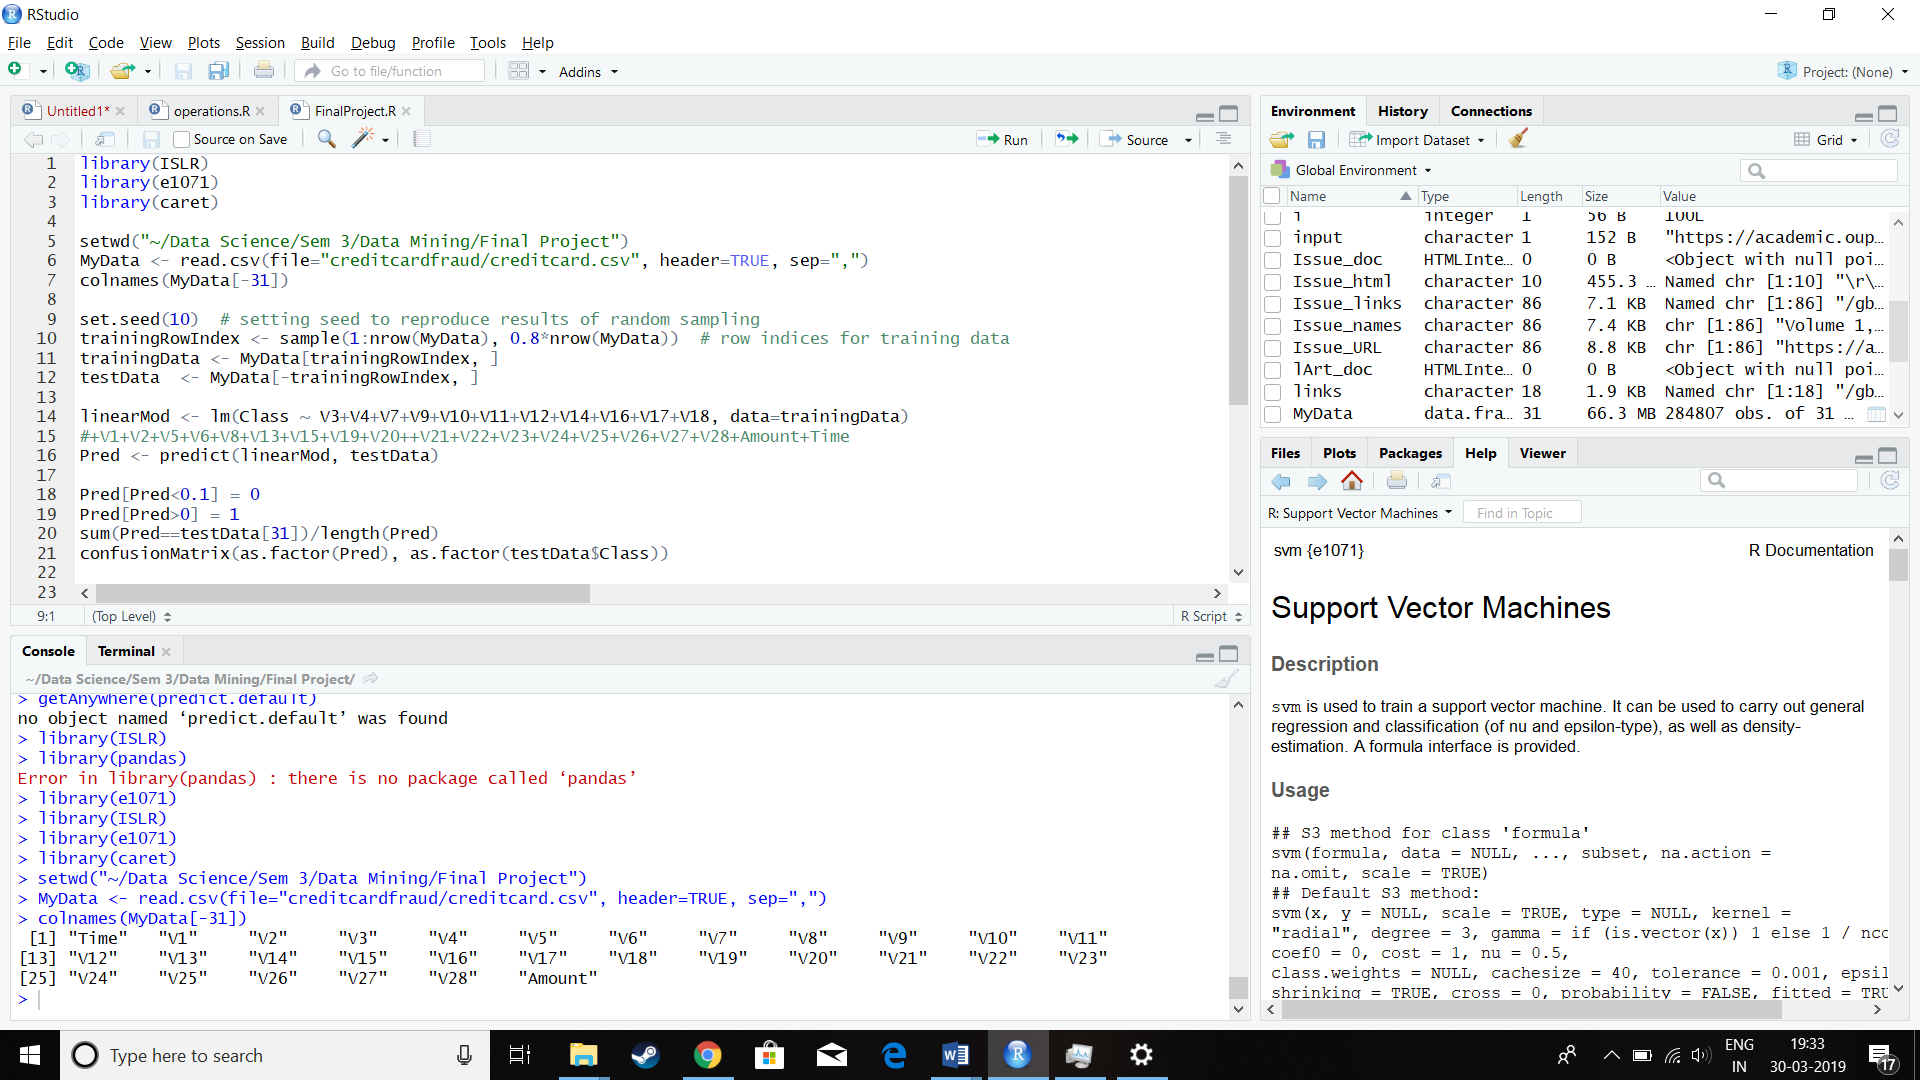 RStudio
File Edit Code View Plots Session Build Debug Profile Tools Help
Go to file/function Addins Project: (None)
Untitled1* operations.R FinalProject.R
Source on Save Run Source
1 library(ISLR)
2 library(e1071)
3 library(caret)
4
5 setwd("~/Data Science/Sem 3/Data Mining/Final Project")
6 MyData <- read.csv(file="creditcardfraud/creditcard.csv", header=TRUE, sep=",")
7 colnames(MyData[-31])
8
9 set.seed(10)  # setting seed to reproduce results of random sampling
10 trainingRowIndex <- sample(1:nrow(MyData), 0.8*nrow(MyData))  # row indices for training data
11 trainingData <- MyData[trainingRowIndex, ]
12 testData  <- MyData[-trainingRowIndex, ]
13
14 linearMod <- lm(Class ~ V3+V4+V7+V9+V10+V11+V12+V14+V16+V17+V18, data=trainingData)
15 #+V1+V2+V5+V6+V8+V13+V15+V19+V20++V21+V22+V23+V24+V25+V26+V27+V28+Amount+Time
16 Pred <- predict(linearMod, testData)
17
18 Pred[Pred<0.1] = 0
19 Pred[Pred>0] = 1
20 sum(Pred==testData[31])/length(Pred)
21 confusionMatrix(as.factor(Pred), as.factor(testData$Class))
22
23
9:1 (Top Level) R Script
Console Terminal
~/Data Science/Sem 3/Data Mining/Final Project/
> getAnywhere(predict.default)
no object named ‘predict.default’ was found
> library(ISLR)
> library(pandas)
Error in library(pandas) : there is no package called ‘pandas’
> library(e1071)
> library(ISLR)
> library(e1071)
> library(caret)
> setwd("~/Data Science/Sem 3/Data Mining/Final Project")
> MyData <- read.csv(file="creditcardfraud/creditcard.csv", header=TRUE, sep=",")
> colnames(MyData[-31])
[1] "Time" "V1" "V2" "V3" "V4" "V5" "V6" "V7" "V8" "V9" "V10" "V11"
[13] "V12" "V13" "V14" "V15" "V16" "V17" "V18" "V19" "V20" "V21" "V22" "V23"
[25] "V24" "V25" "V26" "V27" "V28" "Amount"
>
Environment History Connections
Import Dataset Grid
Global Environment
Name Type Length Size Value
i integer 1 56 B 100L
input character 1 152 B "https://academic.oup…
Issue_doc HTMLInte… 0 0 B <Object with null poi…
Issue_html character 10 455.3 … Named chr [1:10] "\r\…
Issue_links character 86 7.1 KB Named chr [1:86] "/gb…
Issue_names character 86 7.4 KB chr [1:86] "Volume 1,…
Issue_URL character 86 8.8 KB chr [1:86] "https://a…
lArt_doc HTMLInte… 0 0 B <Object with null poi…
links character 18 1.9 KB Named chr [1:18] "/gb…
MyData data.fra… 31 66.3 MB 284807 obs. of 31 …
Files Plots Packages Help Viewer
R: Support Vector Machines Find in Topic
svm {e1071} R Documentation
Support Vector Machines
Description
svm is used to train a support vector machine. It can be used to carry out general
regression and classification (of nu and epsilon-type), as well as density-
estimation. A formula interface is provided.
Usage
## S3 method for class 'formula'
svm(formula, data = NULL, ..., subset, na.action =
na.omit, scale = TRUE)
## Default S3 method:
svm(x, y = NULL, scale = TRUE, type = NULL, kernel =
"radial", degree = 3, gamma = if (is.vector(x)) 1 else 1 / nco
coef0 = 0, cost = 1, nu = 0.5,
class.weights = NULL, cachesize = 40, tolerance = 0.001, epsil
shrinking = TRUE, cross = 0, probability = FALSE, fitted = TRU
Type here to search
ENG 19:33
IN 30-03-2019 17